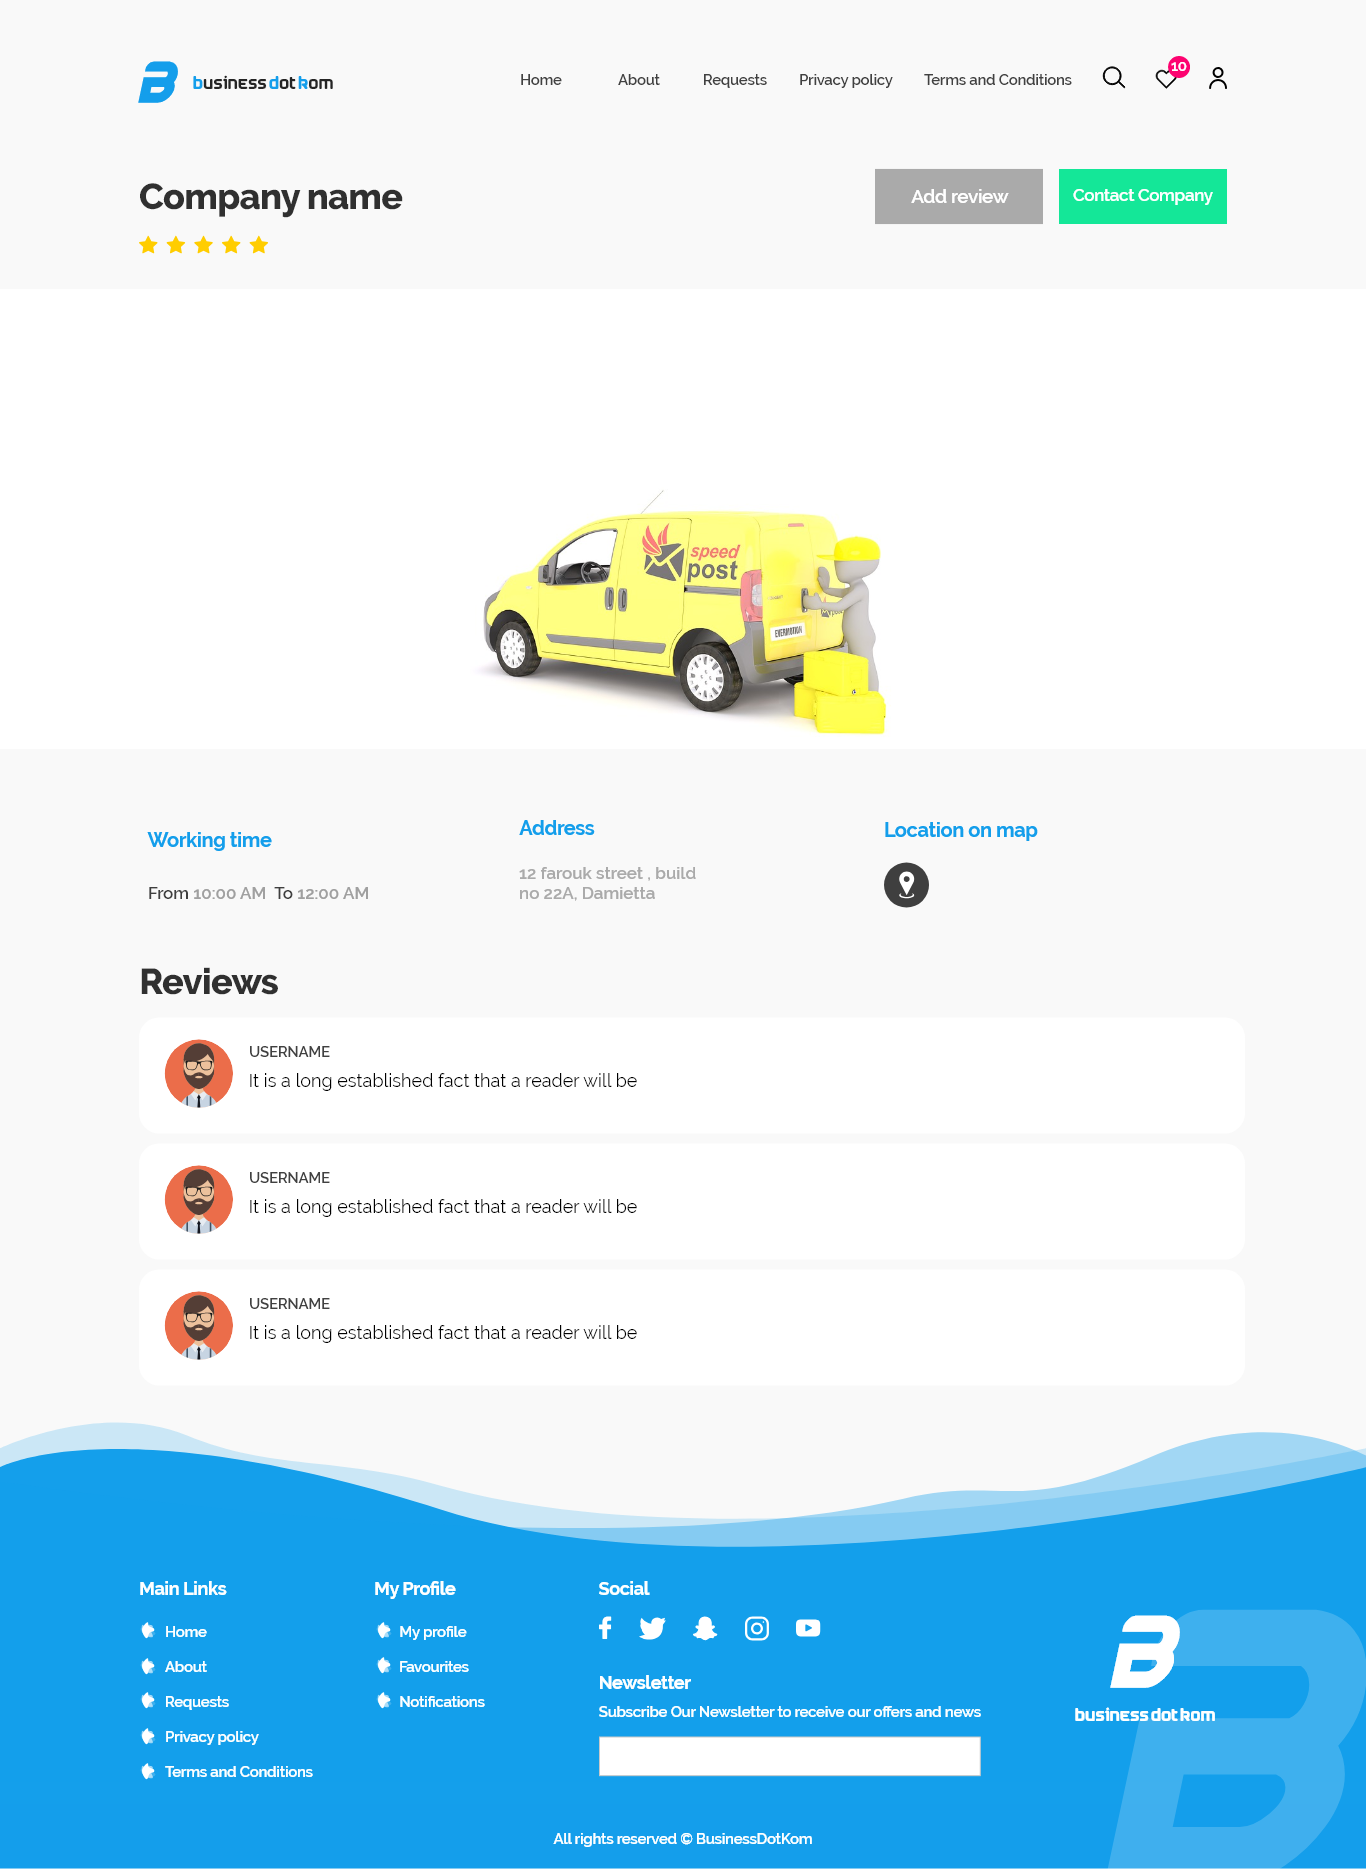 business dot kom
Home About Requests Privacy policy Terms and Conditions
10
Company name
Add review
Contact Company
speed
post
EVERMOTION
Working time
From 10:00 AM To 12:00 AM
Address
12 farouk street , build
no 22A, Damietta
Location on map
Reviews
USERNAME
It is a long established fact that a reader will be
USERNAME
It is a long established fact that a reader will be
USERNAME
It is a long established fact that a reader will be
Main Links
Home
About
Requests
Privacy policy
Terms and Conditions
My Profile
My profile
Favourites
Notifications
Social
Newsletter
Subscribe Our Newsletter to receive our offers and news
business dot kom
All rights reserved © BusinessDotKom